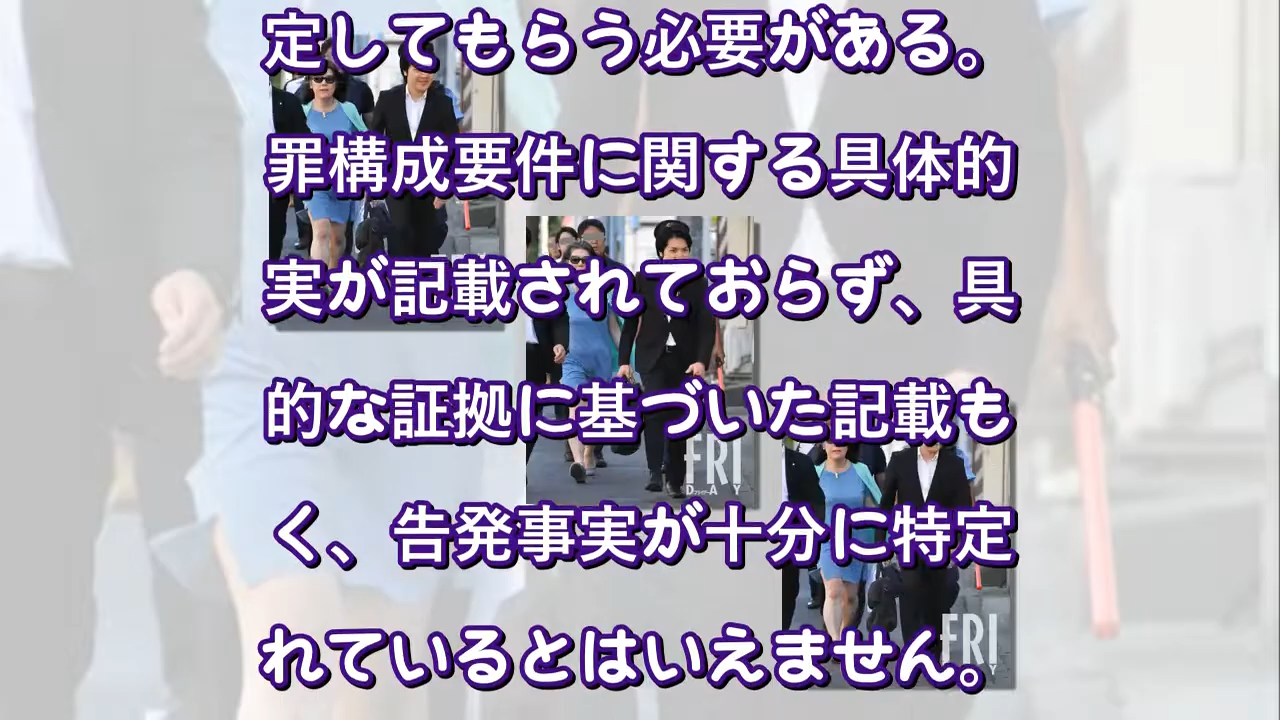 定してもらう必要がある。
罪構成要件に関する具体的
実が記載されておらず、具
的な証拠に基づいた記載も
く、告発事実が十分に特定
れているとはいえません。
FRI
DAY
FRI
Y